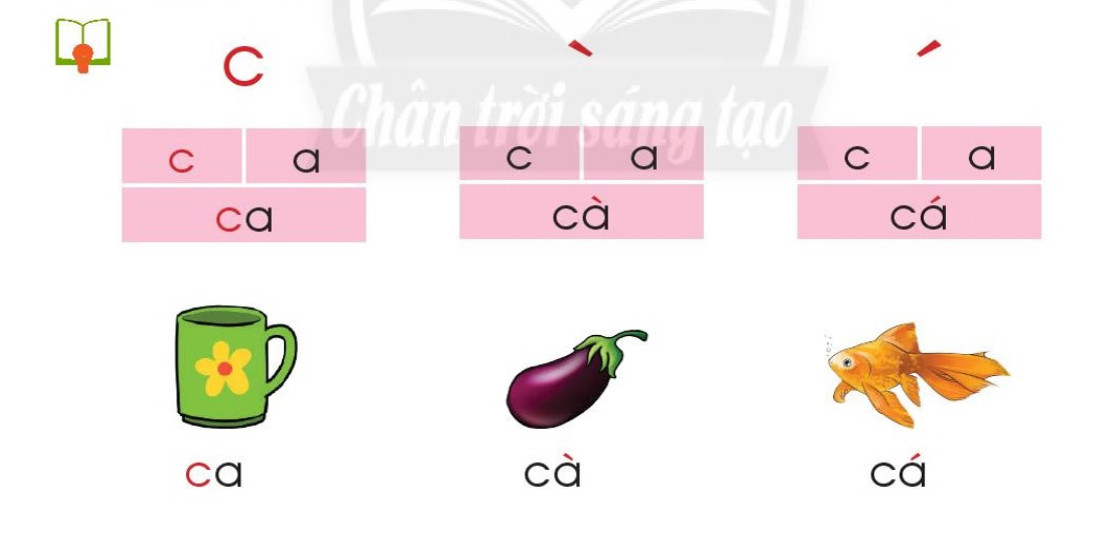 c ` ´
Chân trời sáng tạo
c a c a c a
ca cà cá
ca cà cá